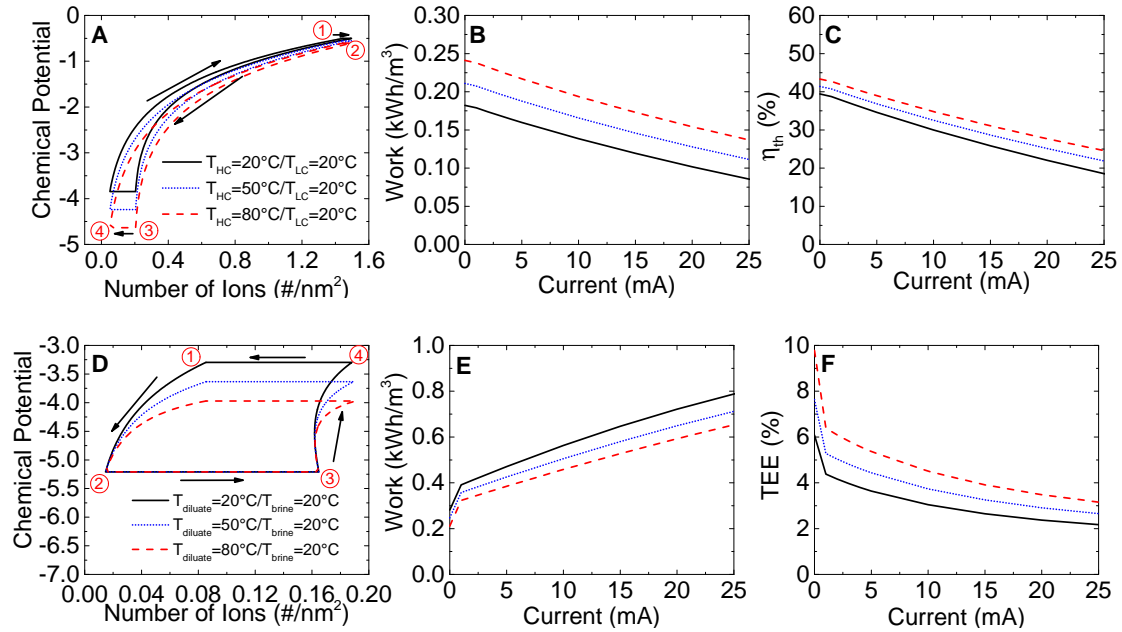 A
Chemical Potential
0
-1
-2
-3
-4
-5
0.0 0.4 0.8 1.2 1.6
Number of Ions (#/nm²)
1
2
3
4
T_HC=20°C/T_LC=20°C
T_HC=50°C/T_LC=20°C
T_HC=80°C/T_LC=20°C
B
Work (kWh/m³)
0.30
0.25
0.20
0.15
0.10
0.05
0.00
0 5 10 15 20 25
Current (mA)
C
η_th (%)
60
50
40
30
20
10
0
0 5 10 15 20 25
Current (mA)
D
Chemical Potential
-3.0
-3.5
-4.0
-4.5
-5.0
-5.5
-6.0
-6.5
-7.0
0.00 0.04 0.08 0.12 0.16 0.20
Number of Ions (#/nm²)
1
4
2
3
T_diluate=20°C/T_brine=20°C
T_diluate=50°C/T_brine=20°C
T_diluate=80°C/T_brine=20°C
E
Work (kWh/m³)
1.0
0.8
0.6
0.4
0.2
0.0
0 5 10 15 20 25
Current (mA)
F
TEE (%)
10
8
6
4
2
0
0 5 10 15 20 25
Current (mA)